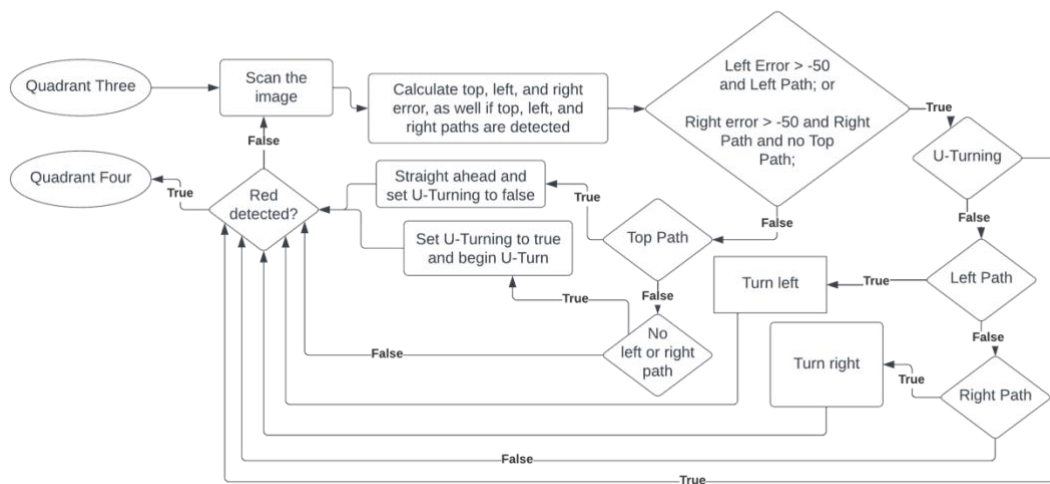 Quadrant Three
Scan the
image
Calculate top, left, and right
error, as well if top, left, and
right paths are detected
Left Error > -50
and Left Path; or
Right error > -50 and Right
Path and no Top
Path;
True
U-Turning
False
Quadrant Four
True
Red
detected?
Straight ahead and
set U-Turning to false
True
Top Path
False
False
Set U-Turning to true
and begin U-Turn
Turn left
True
Left Path
False
True
False
No
left or right
path
False
Turn right
True
Right Path
False
True